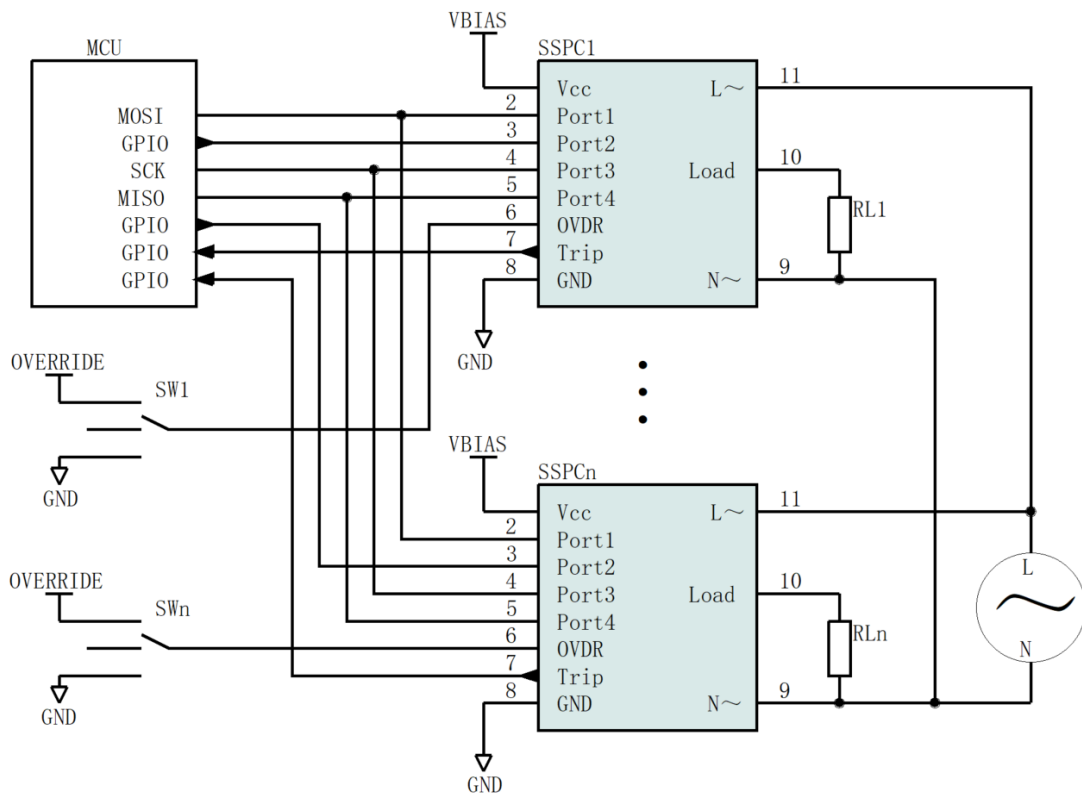 VBIAS
MCU
SSPC1
MOSI
GPIO
SCK
MISO
GPIO
GPIO
GPIO
2
3
4
5
6
7
8
Vcc
Port1
Port2
Port3
Port4
OVDR
Trip
GND
L～
Load
N～
11
10
9
RL1
GND
OVERRIDE
SW1
GND
VBIAS
SSPCn
2
3
4
5
6
7
8
Vcc
Port1
Port2
Port3
Port4
OVDR
Trip
GND
L～
Load
N～
11
10
9
RLn
L
N
OVERRIDE
SWn
GND
GND